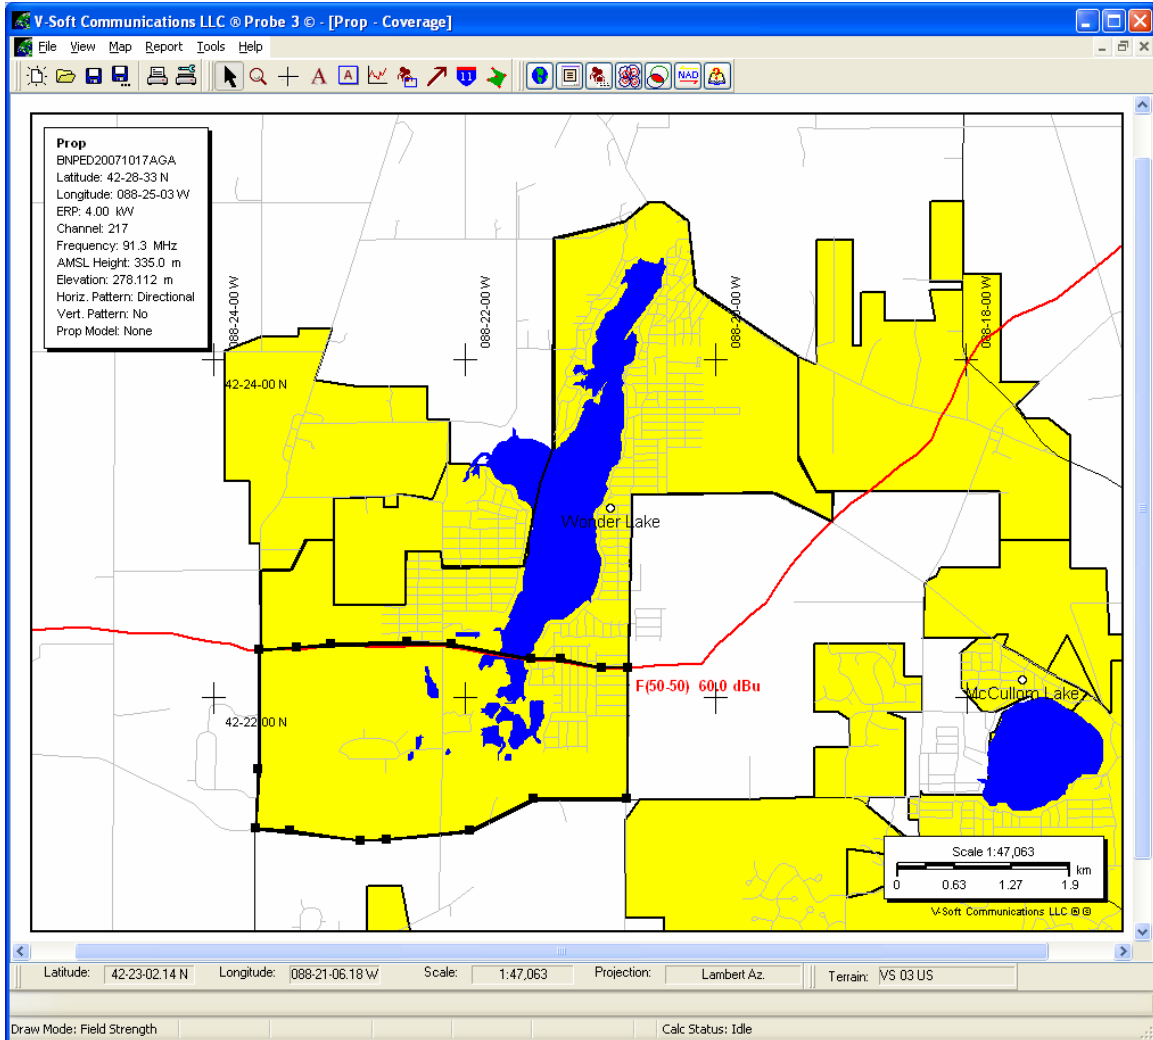 V-Soft Communications LLC ® Probe 3 © - [Prop - Coverage]
File View Map Report Tools Help
A A 11 NAD
Prop
BNPED20071017AGA
Latitude: 42-28-33 N
Longitude: 088-25-03 W
ERP: 4.00 kW
Channel: 217
Frequency: 91.3 MHz
AMSL Height: 335.0 m
Elevation: 278.112 m
Horiz. Pattern: Directional
Vert. Pattern: No
Prop Model: None
088-24-00 W
088-22-00 W
088-20-00 W
088-18-00 W
42-24-00 N
Wonder Lake
F(50-50) 60.0 dBu
McCullom Lake
42-22-00 N
Scale 1:47,063
km
0 0.63 1.27 1.9
V-Soft Communications LLC ® ©
Latitude: 42-23-02.14 N Longitude: 088-21-06.18 W Scale: 1:47,063 Projection: Lambert Az. Terrain: VS 03 US
Draw Mode: Field Strength Calc Status: Idle